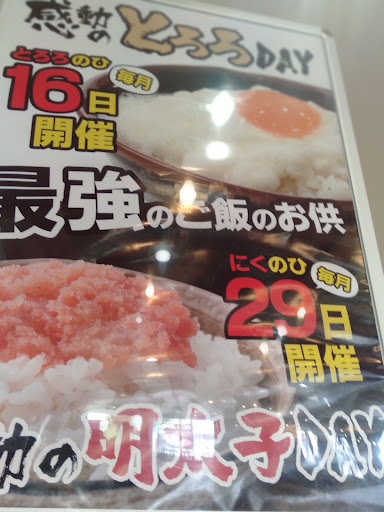 感動のとろろDAY
とろろのひ
毎月
16日
開催
最強のご飯のお供
にくのひ
毎月
29日
開催
動の明太子DAY